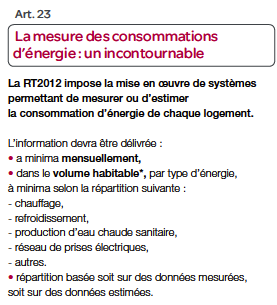 Art. 23
La mesure des consommations
d'énergie : un incontournable
La RT2012 impose la mise en œuvre de systèmes
permettant de mesurer ou d'estimer
la consommation d'énergie de chaque logement.
L'information devra être délivrée :
• a minima mensuellement,
• dans le volume habitable*, par type d'énergie,
à minima selon la répartition suivante :
- chauffage,
- refroidissement,
- production d'eau chaude sanitaire,
- réseau de prises électriques,
- autres.
• répartition basée soit sur des données mesurées,
soit sur des données estimées.